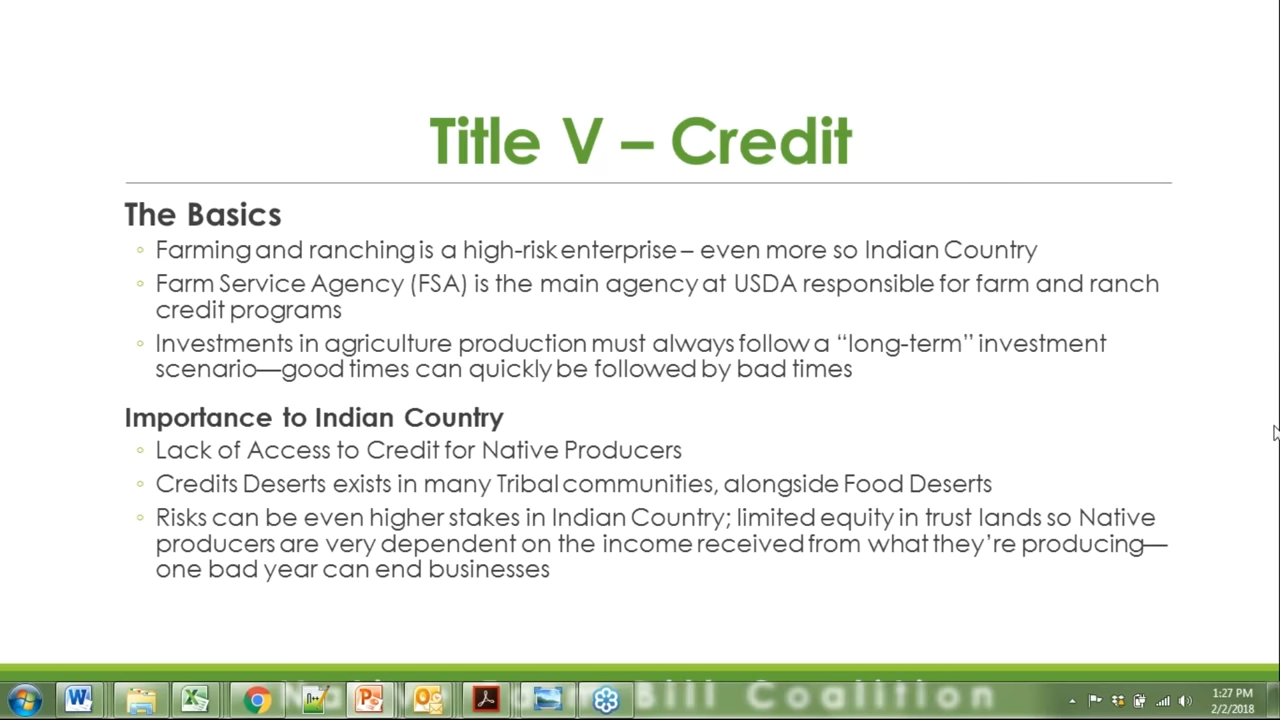 Title V – Credit
The Basics
◦ Farming and ranching is a high-risk enterprise – even more so Indian Country
◦ Farm Service Agency (FSA) is the main agency at USDA responsible for farm and ranch
credit programs
◦ Investments in agriculture production must always follow a “long-term” investment
scenario—good times can quickly be followed by bad times
Importance to Indian Country
◦ Lack of Access to Credit for Native Producers
◦ Credits Deserts exists in many Tribal communities, alongside Food Deserts
◦ Risks can be even higher stakes in Indian Country; limited equity in trust lands so Native
producers are very dependent on the income received from what they’re producing—
one bad year can end businesses
Bill Coalition
1:27 PM
2/2/2018